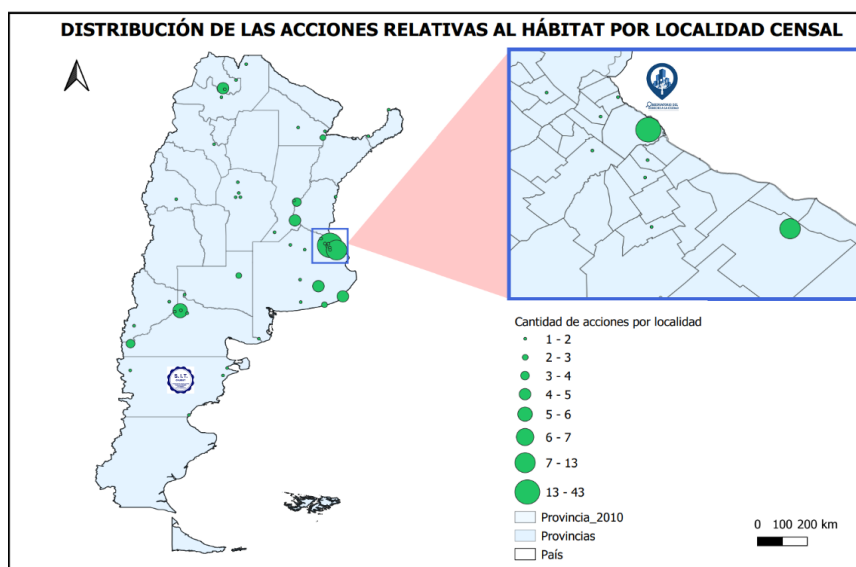 DISTRIBUCIÓN DE LAS ACCIONES RELATIVAS AL HÁBITAT POR LOCALIDAD CENSAL
Cantidad de acciones por localidad
1 - 2
2 - 3
3 - 4
4 - 5
5 - 6
6 - 7
7 - 13
13 - 43
Provincia_2010
Provincias
País
0 100 200 km
S.I.T.